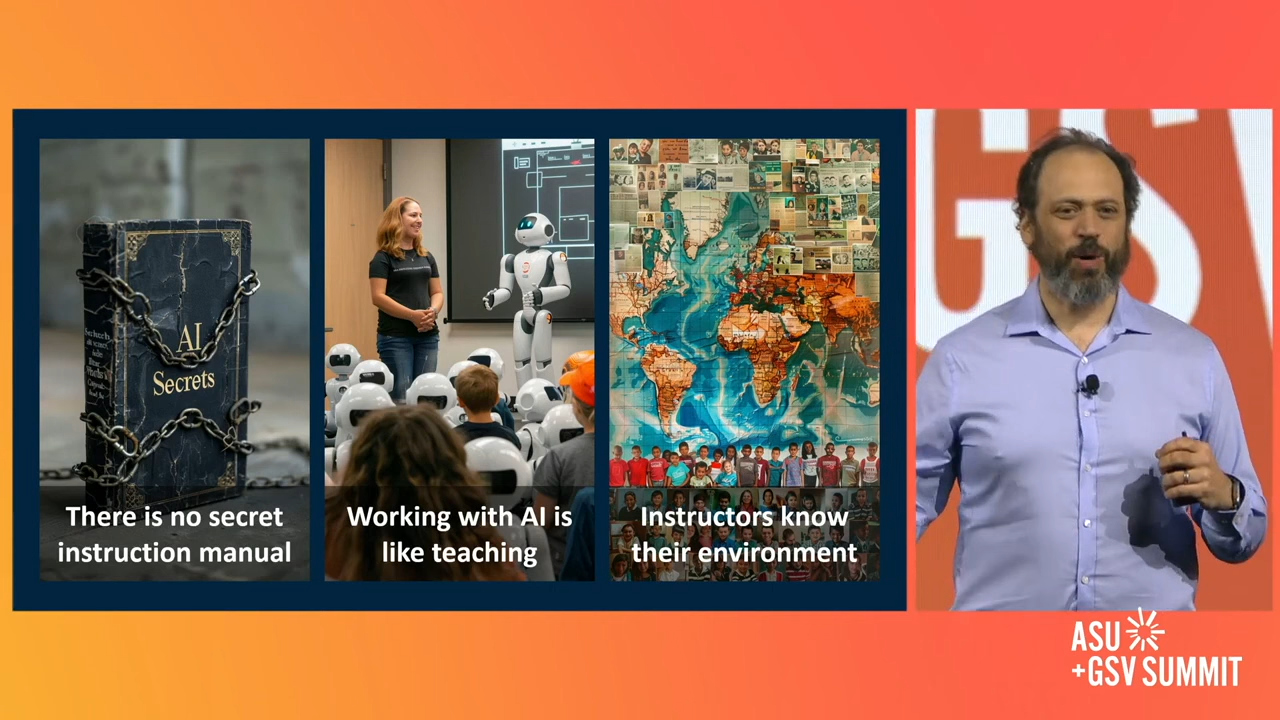 AI
Secrets
There is no secret
instruction manual
Working with AI is
like teaching
Instructors know
their environment
GSV
ASU
+GSV SUMMIT